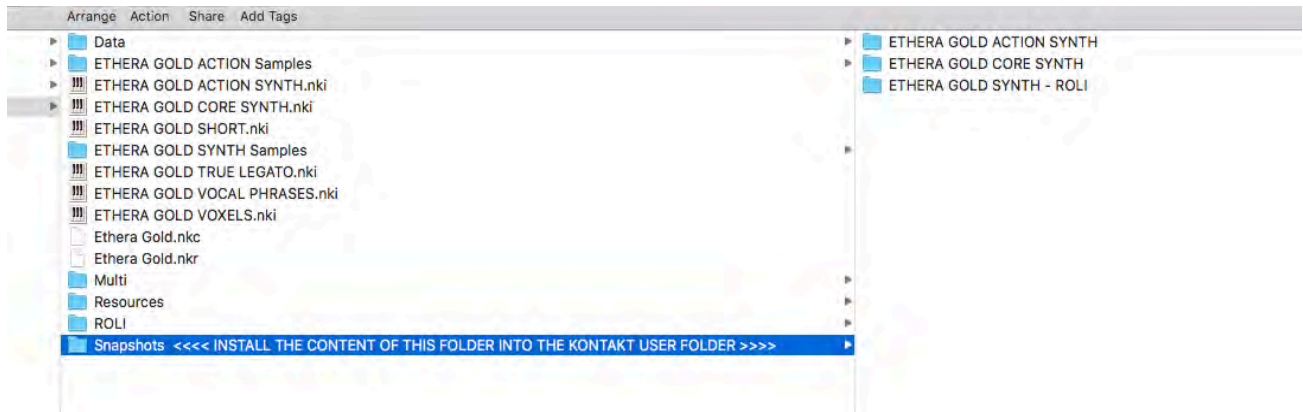 Arrange Action Share Add Tags
Data
ETHERA GOLD ACTION Samples
ETHERA GOLD ACTION SYNTH.nki
ETHERA GOLD CORE SYNTH.nki
ETHERA GOLD SHORT.nki
ETHERA GOLD SYNTH Samples
ETHERA GOLD TRUE LEGATO.nki
ETHERA GOLD VOCAL PHRASES.nki
ETHERA GOLD VOXELS.nki
Ethera Gold.nkc
Ethera Gold.nkr
Multi
Resources
ROLI
Snapshots <<<< INSTALL THE CONTENT OF THIS FOLDER INTO THE KONTAKT USER FOLDER >>>>
ETHERA GOLD ACTION SYNTH
ETHERA GOLD CORE SYNTH
ETHERA GOLD SYNTH - ROLI